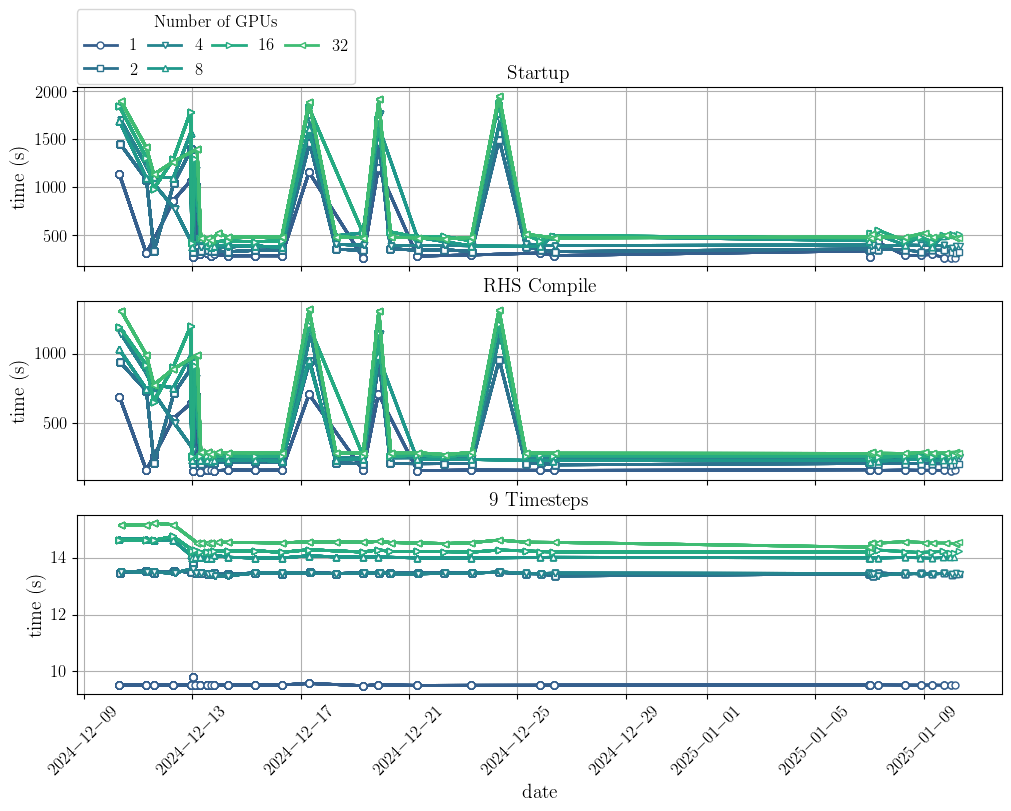 Number of GPUs
1 4 16 32
2 8
Startup
2000
1500
1000
500
time (s)
RHS Compile
1000
500
time (s)
9 Timesteps
14
12
10
time (s)
2024−12−09 2024−12−13 2024−12−17 2024−12−21 2024−12−25 2024−12−29 2025−01−01 2025−01−05 2025−01−09
date